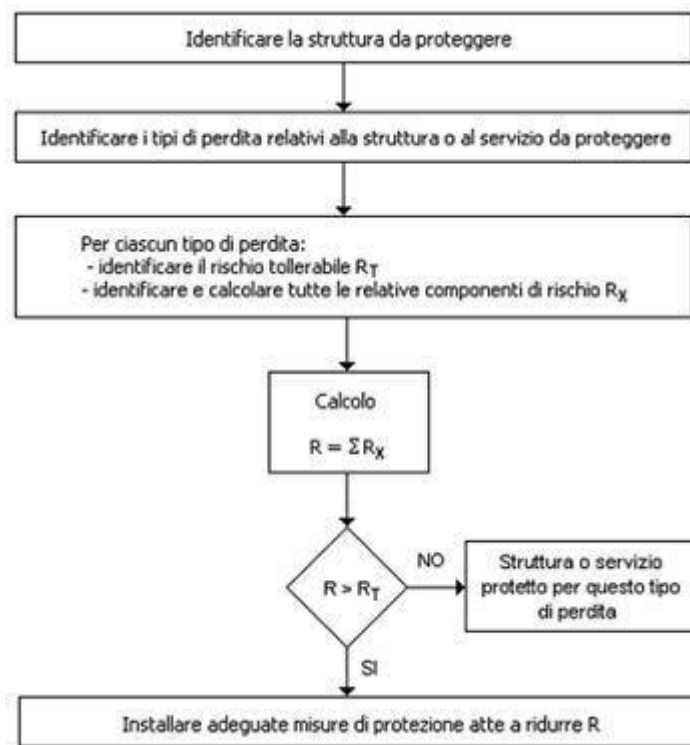 Identificare la struttura da proteggere
Identificare i tipi di perdita relativi alla struttura o al servizio da proteggere
Per ciascun tipo di perdita:
- identificare il rischio tollerabile RT
- identificare e calcolare tutte le relative componenti di rischio RX
Calcolo
R = ΣRX
R > RT
NO
Struttura o servizio
protetto per questo tipo
di perdita
SI
Installare adeguate misure di protezione atte a ridurre R